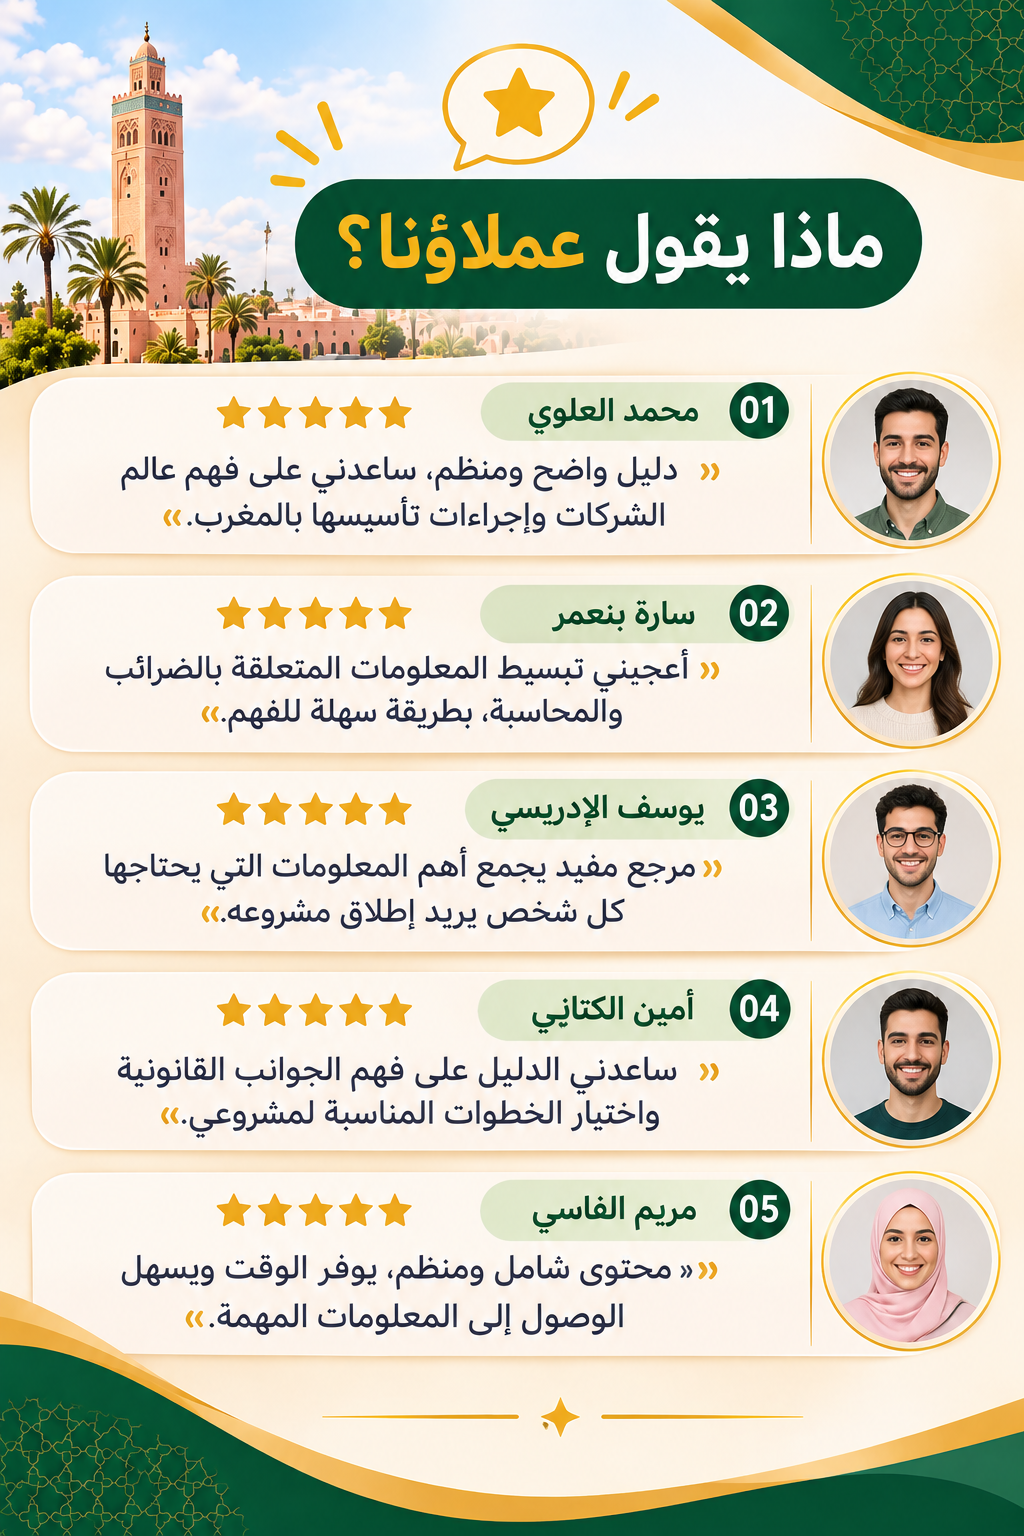 ماذا يقول عملاؤنا؟
01 محمد العلوي
» دليل واضح ومنظم، ساعدني على فهم عالم
الشركات وإجراءات تأسيسها بالمغرب.«
02 سارة بنعمر
» أعجبني تبسيط المعلومات المتعلقة بالضرائب
والمحاسبة، بطريقة سهلة للفهم.«
03 يوسف الإدريسي
» مرجع مفيد يجمع أهم المعلومات التي يحتاجها
كل شخص يريد إطلاق مشروعه.«
04 أمين الكتاني
» ساعدني الدليل على فهم الجوانب القانونية
واختيار الخطوات المناسبة لمشروعي.«
05 مريم الفاسي
»« محتوى شامل ومنظم، يوفر الوقت ويسهل
الوصول إلى المعلومات المهمة.«